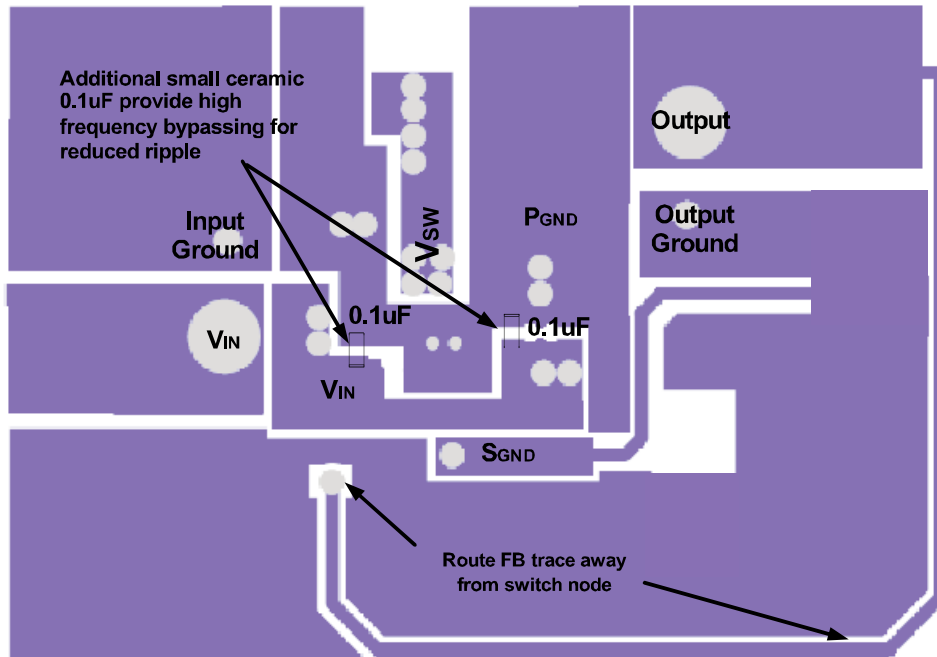 Additional small ceramic
0.1uF provide high
frequency bypassing for
reduced ripple
Output
Input
Ground
VSW
PGND
Output
Ground
0.1uF
0.1uF
VIN
VIN
SGND
Route FB trace away
from switch node